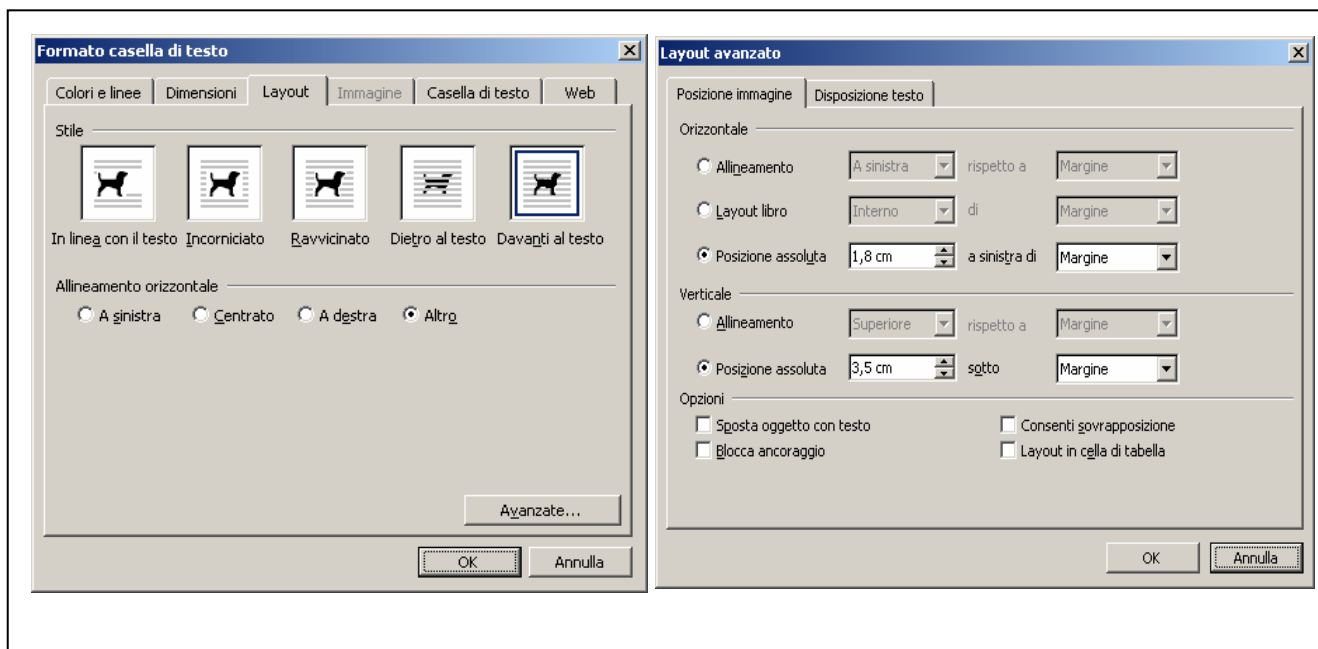 Formato casella di testo
Colori e linee Dimensioni Layout Immagine Casella di testo Web
Stile
In linea con il testo Incorniciato Ravvicinato Dietro al testo Davanti al testo
Allineamento orizzontale
A sinistra Centrato A destra Altro
Avanzate...
OK Annulla
Layout avanzato
Posizione immagine Disposizione testo
Orizzontale
Allineamento A sinistra rispetto a Margine
Layout libro Interno di Margine
Posizione assoluta 1,8 cm a sinistra di Margine
Verticale
Allineamento Superiore rispetto a Margine
Posizione assoluta 3,5 cm sotto Margine
Opzioni
Sposta oggetto con testo Consenti sovrapposizione
Blocca ancoraggio Layout in cella di tabella
OK Annulla